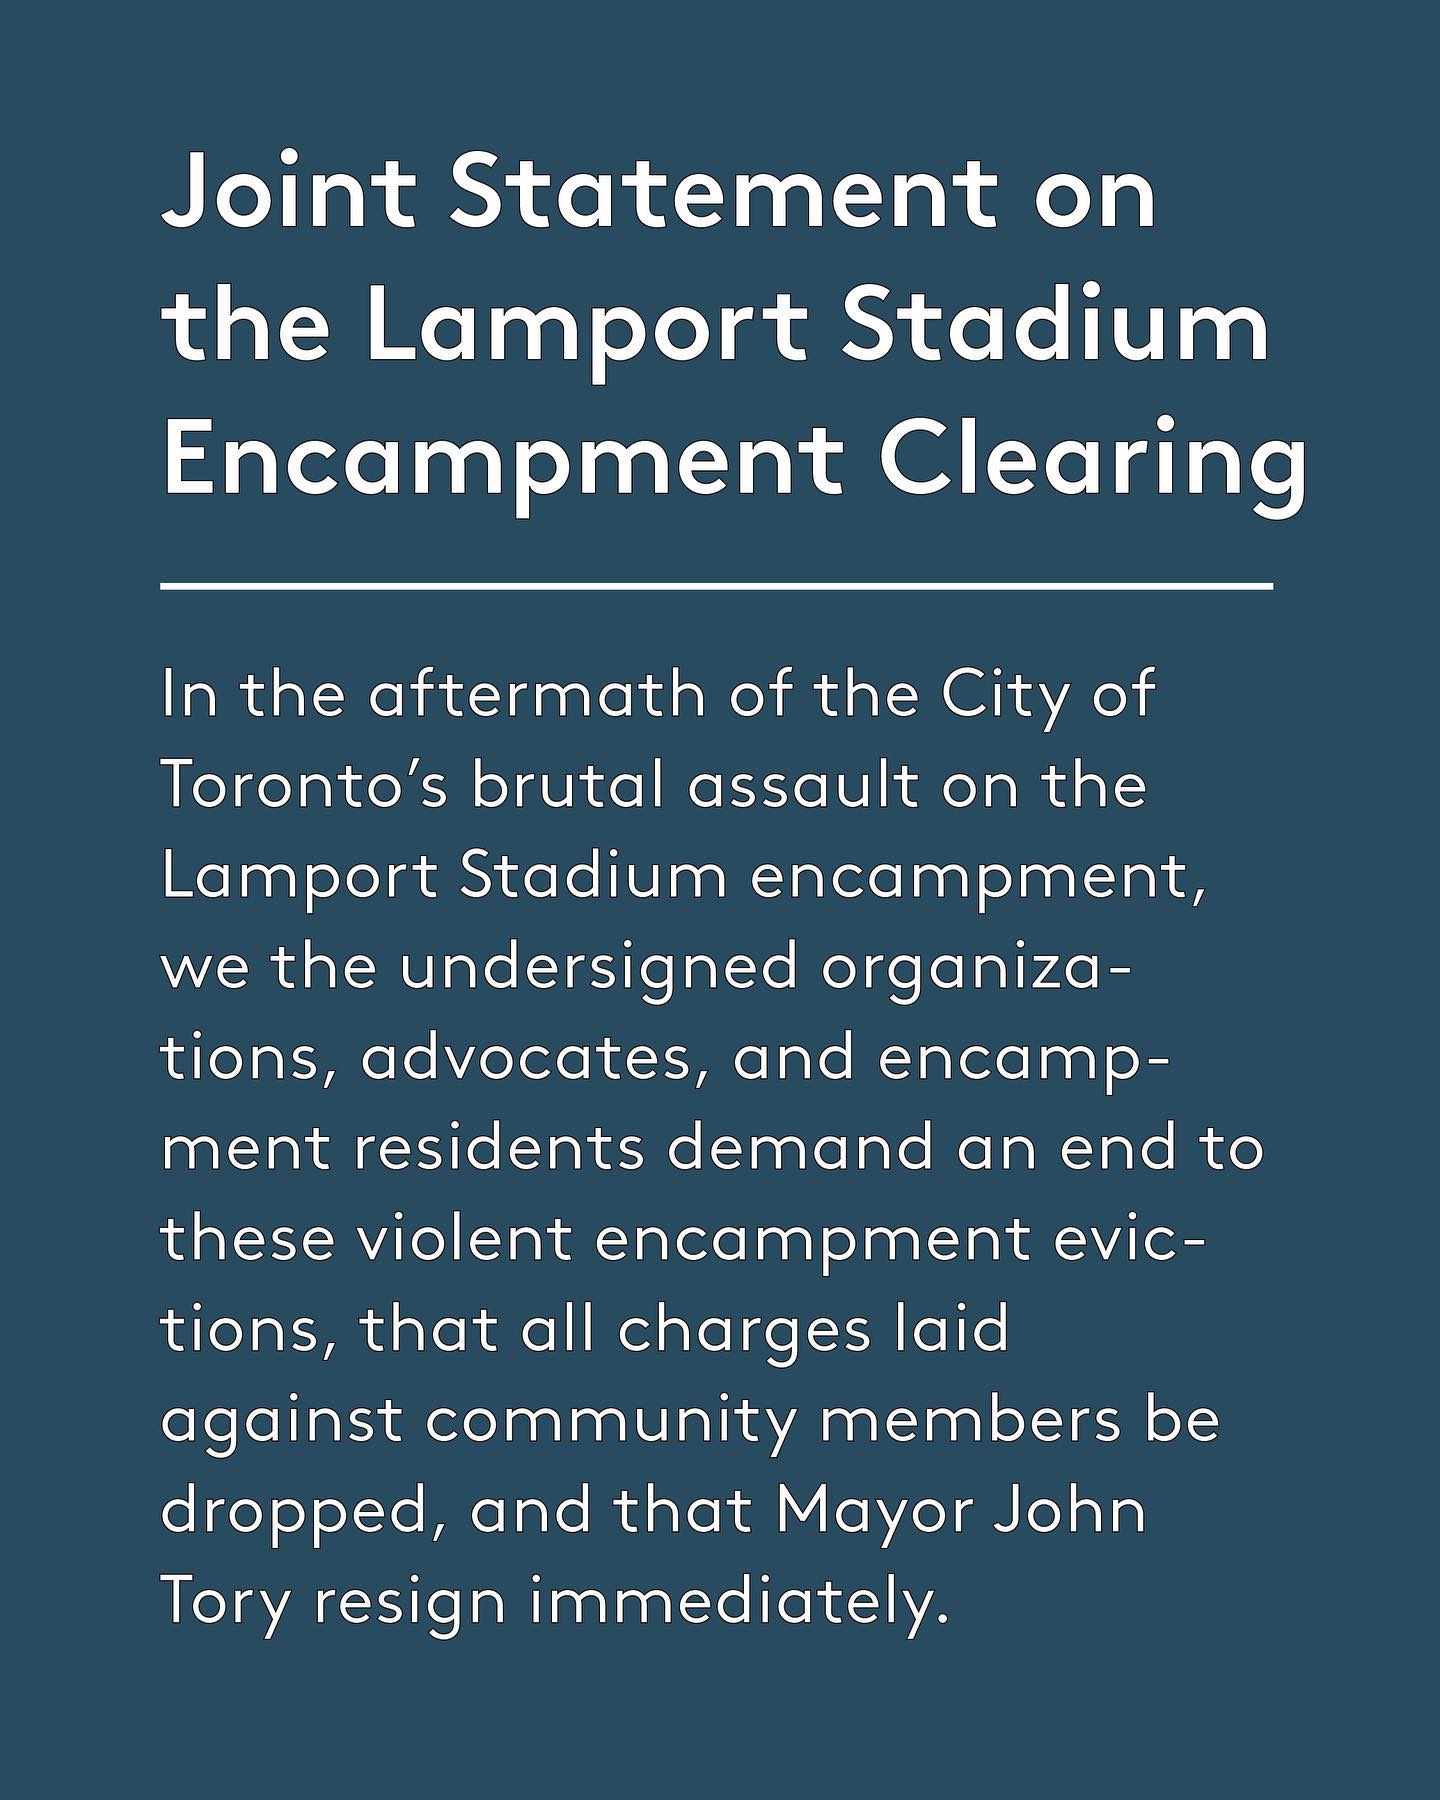 Joint Statement on
the Lamport Stadium
Encampment Clearing
In the aftermath of the City of
Toronto’s brutal assault on the
Lamport Stadium encampment,
we the undersigned organiza-
tions, advocates, and encamp-
ment residents demand an end to
these violent encampment evic-
tions, that all charges laid
against community members be
dropped, and that Mayor John
Tory resign immediately.